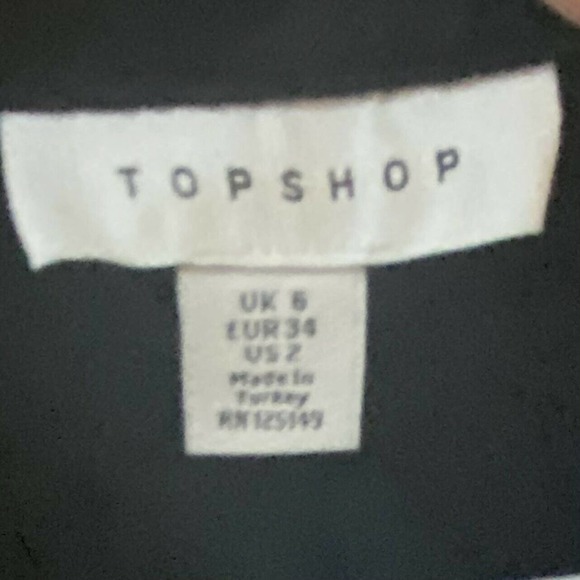 TOPSHOP
UK 6
EUR 34
US 2
Made in
Turkey
RN 125149